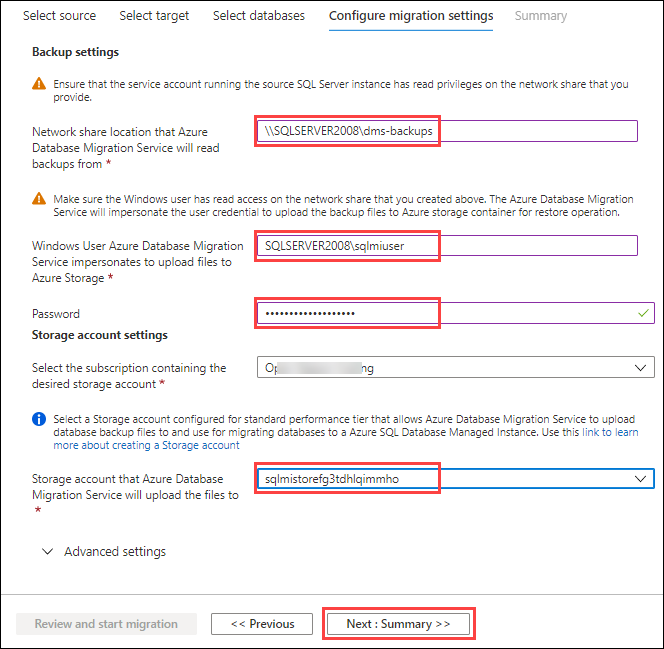 Select source Select target Select databases Configure migration settings Summary
Backup settings
Ensure that the service account running the source SQL Server instance has read privileges on the network share that you
provide.
Network share location that Azure
Database Migration Service will read
backups from *
\\SQLSERVER2008\dms-backups
Make sure the Windows user has read access on the network share that you created above. The Azure Database Migration
Service will impersonate the user credential to upload the backup files to Azure storage container for restore operation.
Windows User Azure Database Migration
Service impersonates to upload files to
Azure Storage *
SQLSERVER2008\sqlmiuser
Password
•••••••••••••••••••
Storage account settings
Select the subscription containing the
desired storage account *
Select a Storage account configured for standard performance tier that allows Azure Database Migration Service to upload
database backup files to and use for migrating databases to a Azure SQL Database Managed Instance. Use this link to learn
more about creating a Storage account
Storage account that Azure Database
Migration Service will upload the files to
*
sqlmistorefg3tdhlqimmho
Advanced settings
Review and start migration << Previous Next : Summary >>